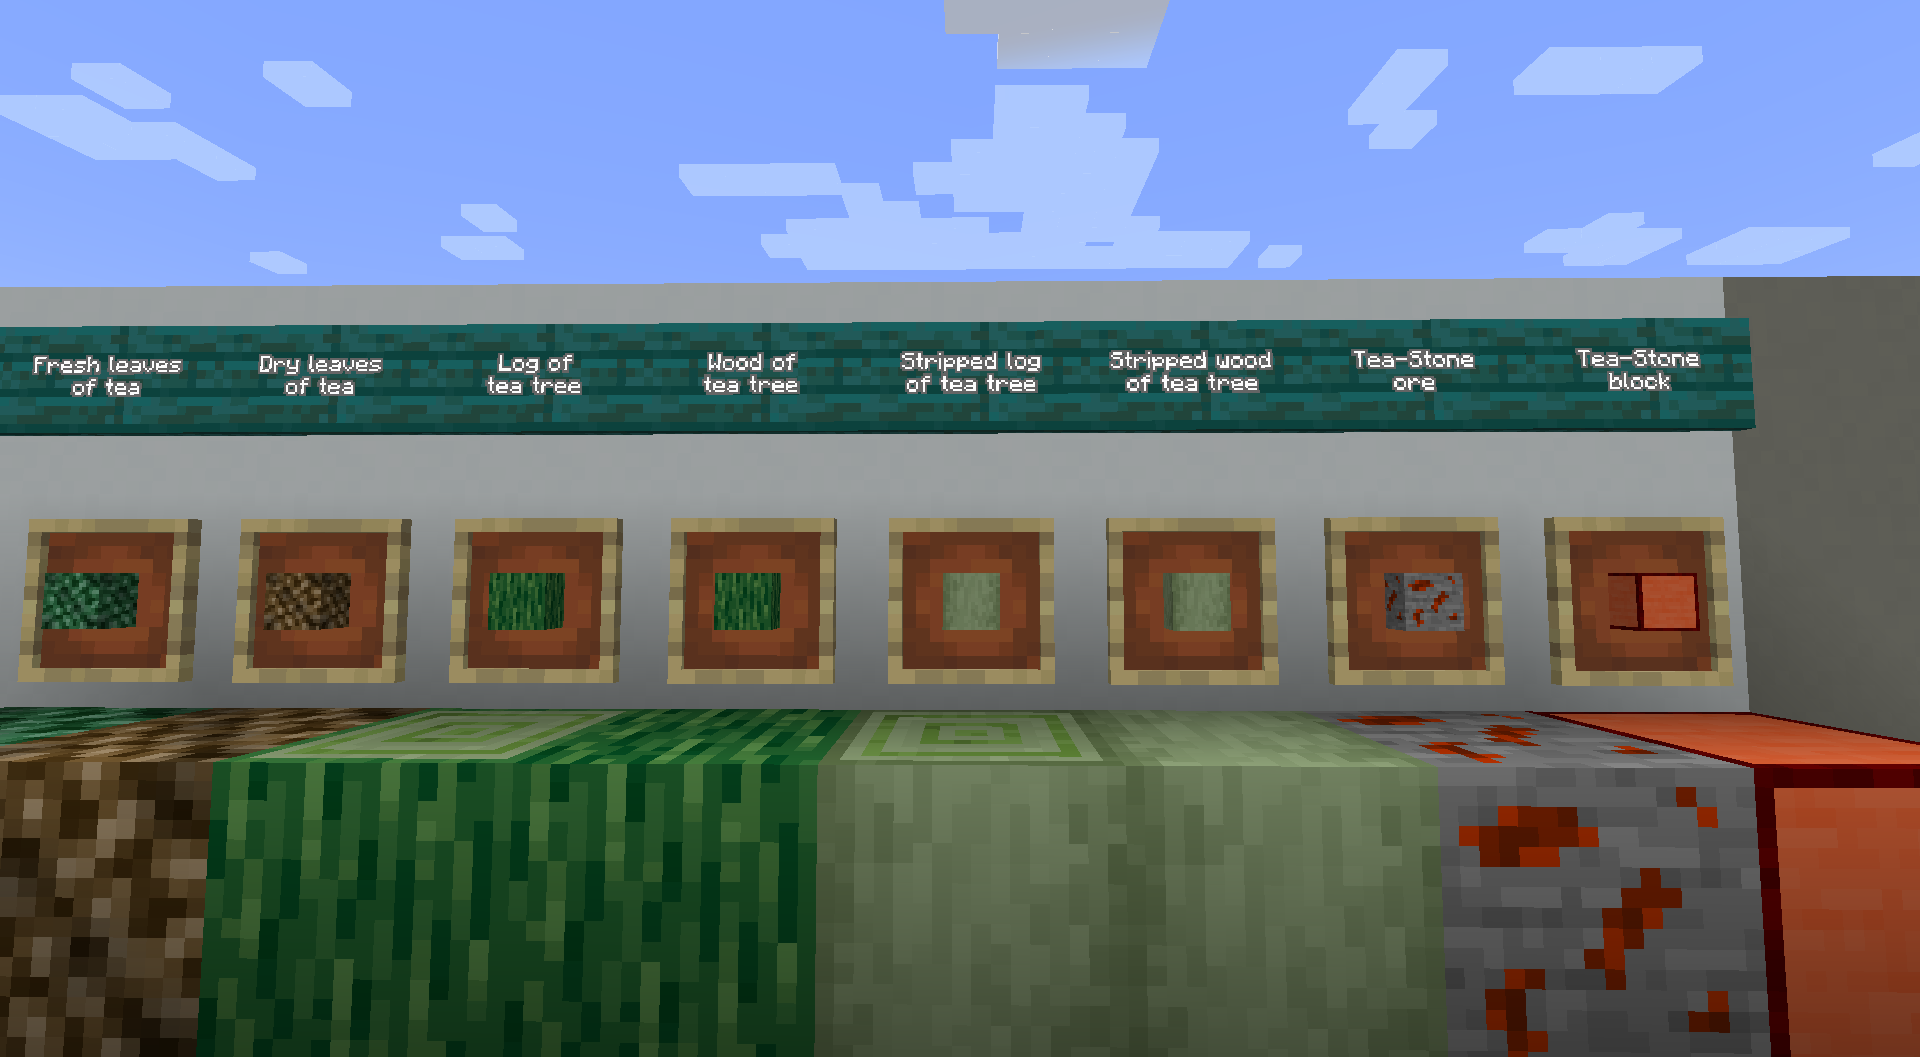 Fresh leaves
of tea
Dry leaves
of tea
Log of
tea tree
Wood of
tea tree
Stripped log
of tea tree
Stripped wood
of tea tree
Tea-Stone
ore
Tea-Stone
block